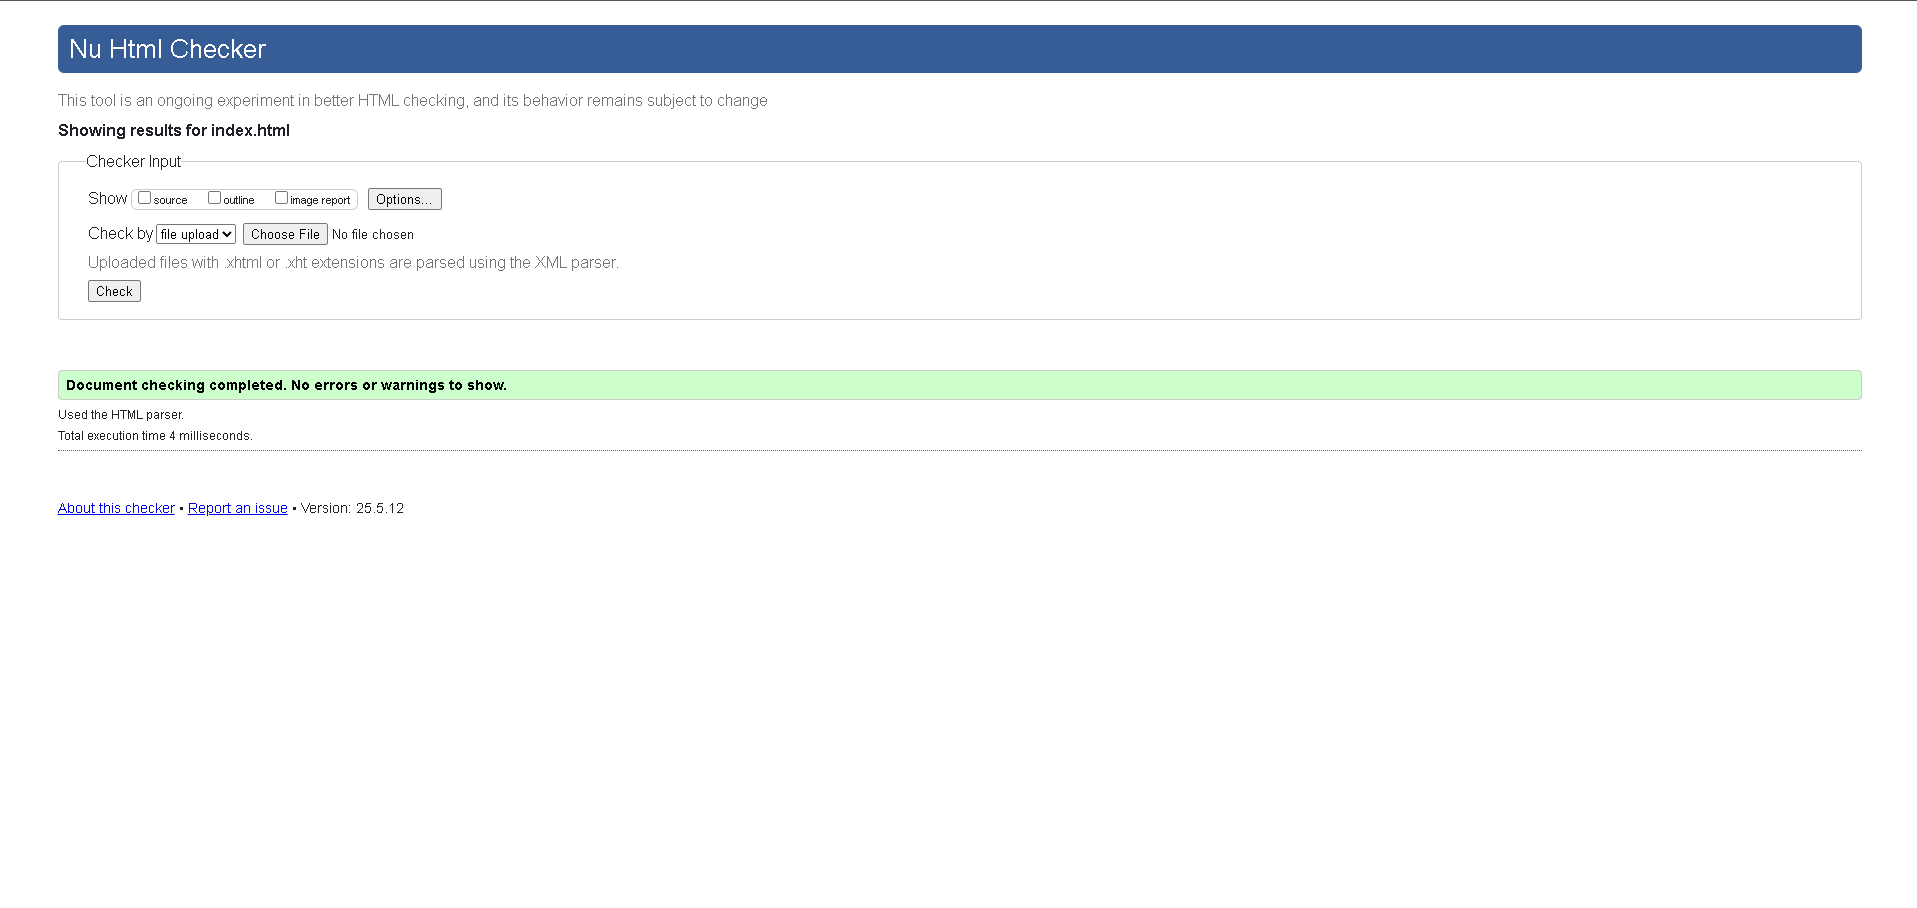 Nu Html Checker
This tool is an ongoing experiment in better HTML checking, and its behavior remains subject to change
Showing results for index.html
Checker Input
Show source outline image report Options...
Check by file upload Choose File No file chosen
Uploaded files with .xhtml or .xht extensions are parsed using the XML parser.
Check
Document checking completed. No errors or warnings to show.
Used the HTML parser.
Total execution time 4 milliseconds.
About this checker • Report an issue • Version: 25.5.12